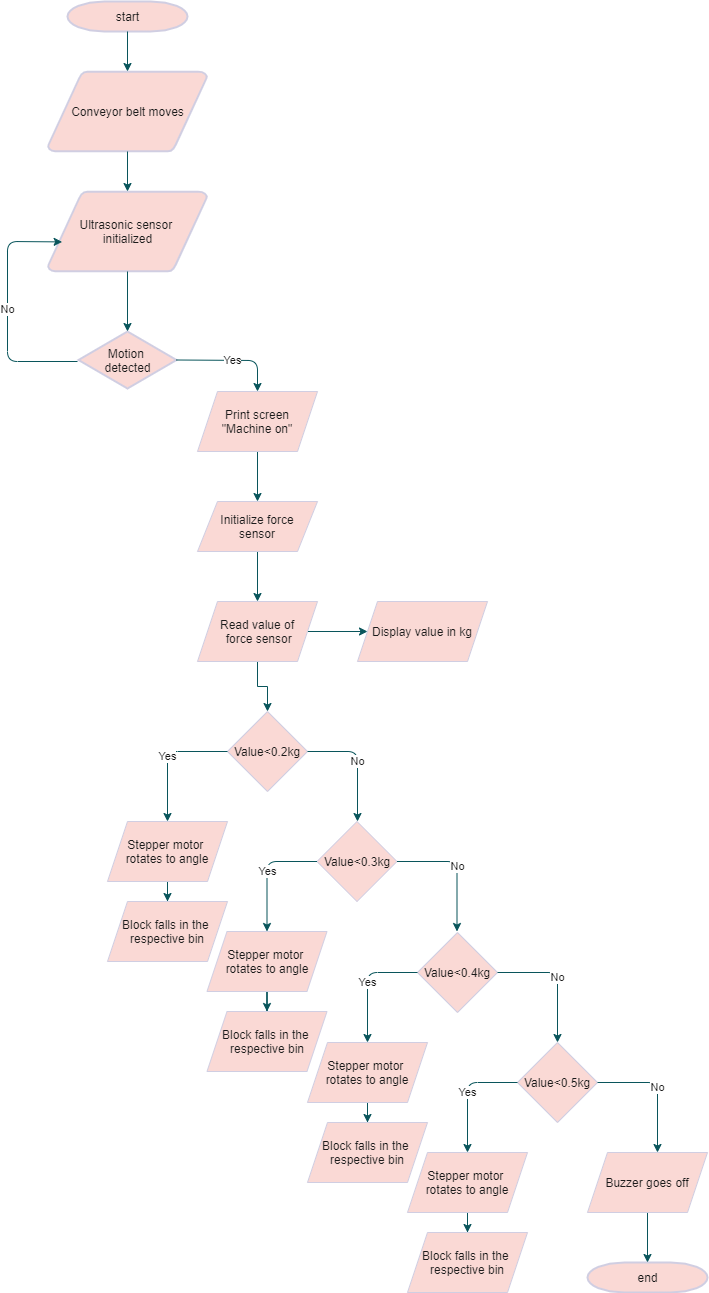 start
Conveyor belt moves
Ultrasonic sensor
initialized
No
Motion
detected
Yes
Print screen
"Machine on"
Initialize force
sensor
Read value of
force sensor
Display value in kg
Value<0.2kg
Yes
No
Stepper motor
rotates to angle
Value<0.3kg
Yes
No
Block falls in the
respective bin
Stepper motor
rotates to angle
Value<0.4kg
Yes
No
Block falls in the
respective bin
Stepper motor
rotates to angle
Value<0.5kg
Yes
No
Block falls in the
respective bin
Stepper motor
rotates to angle
Buzzer goes off
Block falls in the
respective bin
end